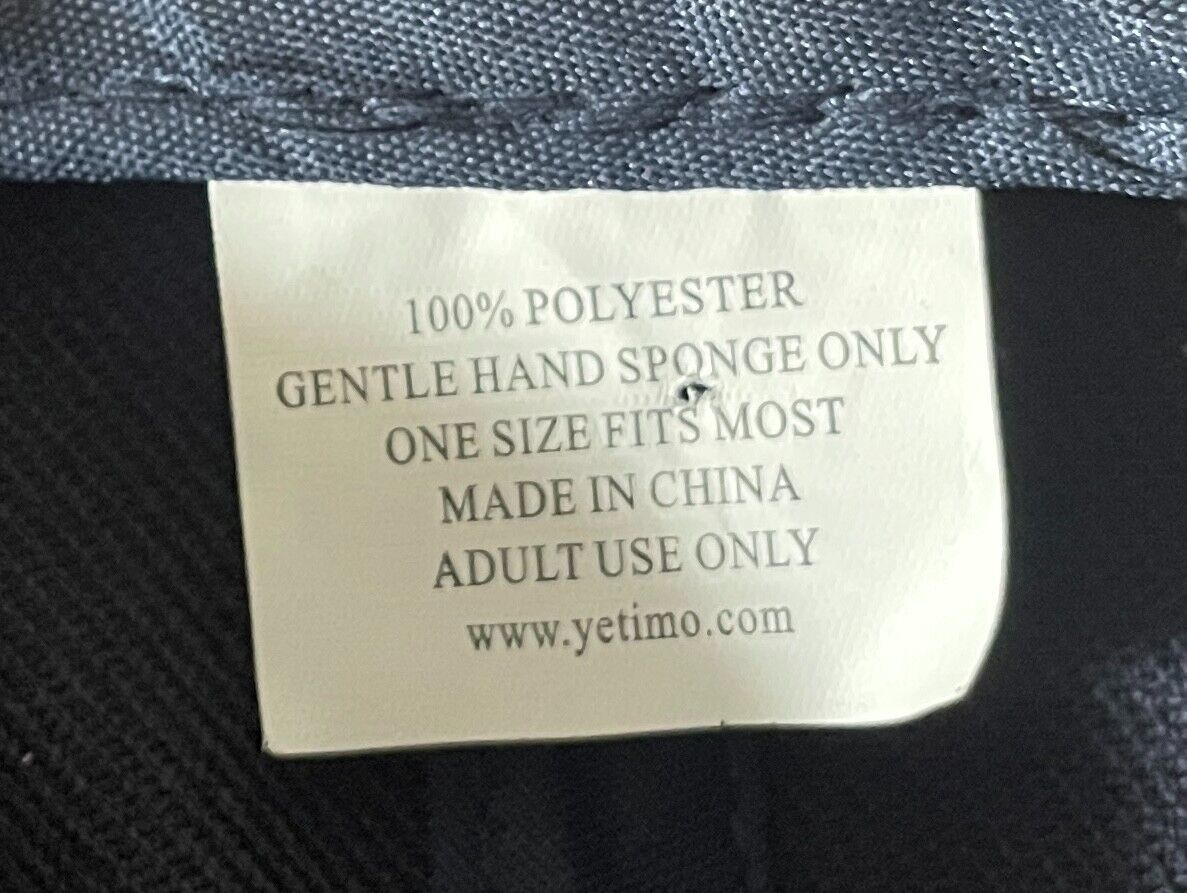 100% POLYESTER
GENTLE HAND SPONGE ONLY
ONE SIZE FITS MOST
MADE IN CHINA
ADULT USE ONLY
www.yetimo.com